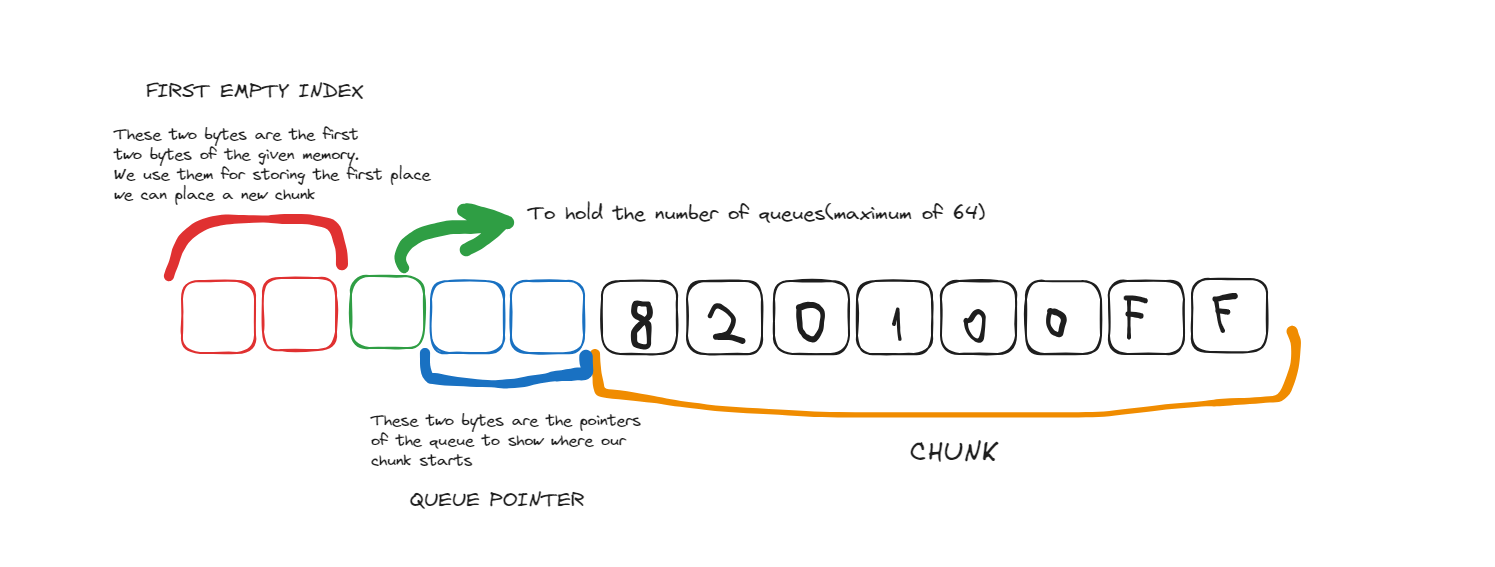 FIRST EMPTY INDEX
These two bytes are the first
two bytes of the given memory.
We use them for storing the first place
we can place a new chunk
To hold the number of queues(maximum of 64)
8 2 0 1 0 0 F F
These two bytes are the pointers
of the queue to show where our
chunk starts
QUEUE POINTER
CHUNK